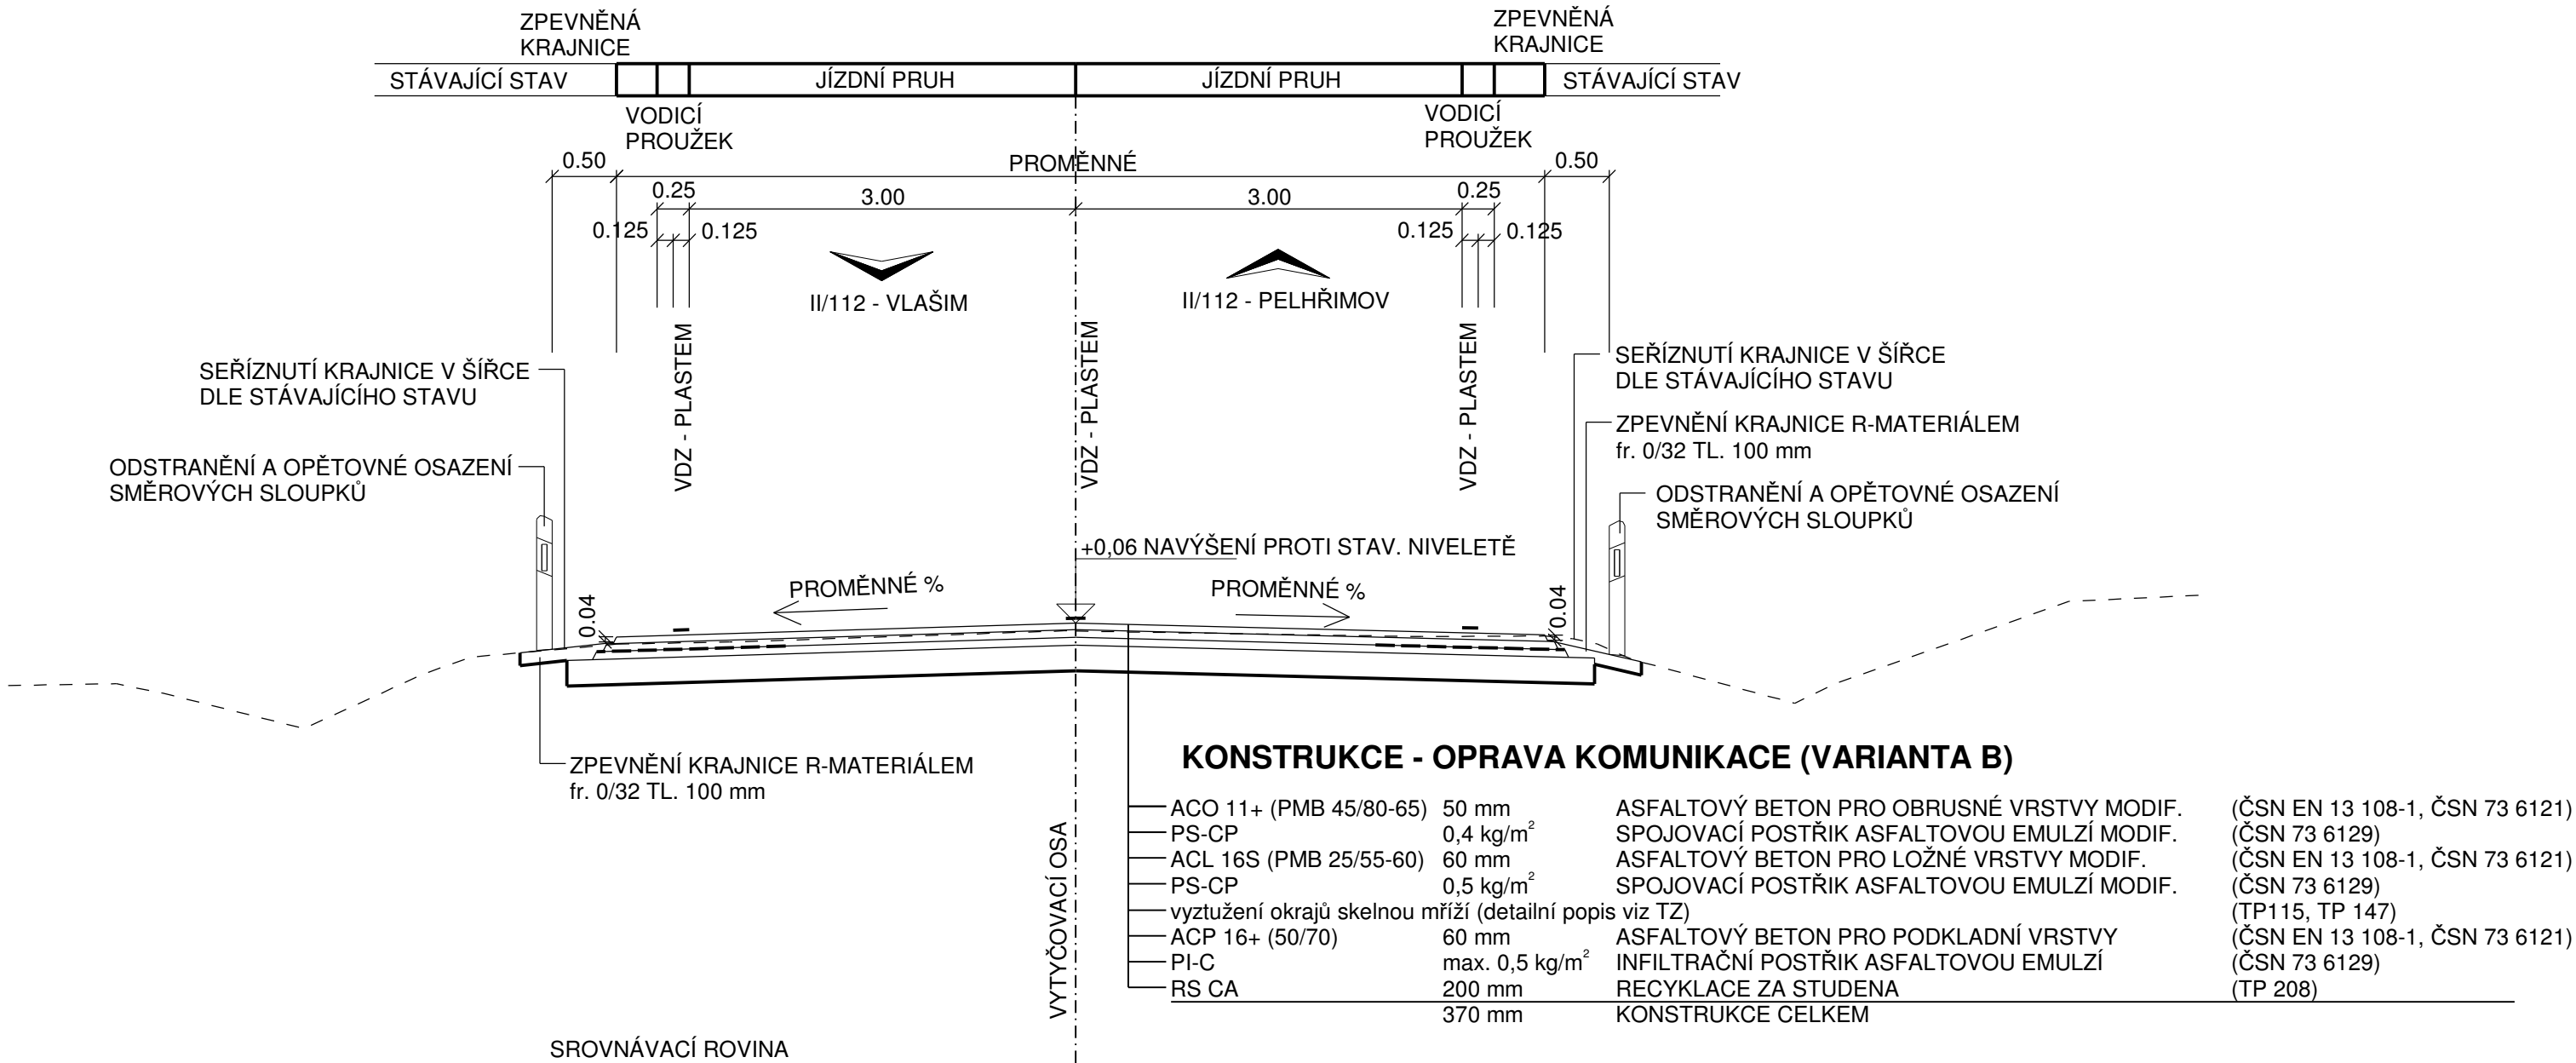 ZPEVNĚNÁ
KRAJNICE
ZPEVNĚNÁ
KRAJNICE
STÁVAJÍCÍ STAV
JÍZDNÍ PRUH
JÍZDNÍ PRUH
STÁVAJÍCÍ STAV
VODICÍ
PROUŽEK
VODICÍ
PROUŽEK
0.50
PROMĚNNÉ
0.50
0.25
3.00
3.00
0.25
0.125
0.125
0.125
0.125
II/112 - VLAŠIM
II/112 - PELHŘIMOV
VDZ - PLASTEM
VDZ - PLASTEM
VDZ - PLASTEM
SEŘÍZNUTÍ KRAJNICE V ŠÍŘCE
DLE STÁVAJÍCÍHO STAVU
SEŘÍZNUTÍ KRAJNICE V ŠÍŘCE
DLE STÁVAJÍCÍHO STAVU
ZPEVNĚNÍ KRAJNICE R-MATERIÁLEM
fr. 0/32 TL. 100 mm
ODSTRANĚNÍ A OPĚTOVNÉ OSAZENÍ
SMĚROVÝCH SLOUPKŮ
ODSTRANĚNÍ A OPĚTOVNÉ OSAZENÍ
SMĚROVÝCH SLOUPKŮ
+0,06 NAVÝŠENÍ PROTI STAV. NIVELETĚ
PROMĚNNÉ %
PROMĚNNÉ %
0.04
0.04
ZPEVNĚNÍ KRAJNICE R-MATERIÁLEM
fr. 0/32 TL. 100 mm
KONSTRUKCE - OPRAVA KOMUNIKACE (VARIANTA B)
ACO 11+ (PMB 45/80-65) 50 mm ASFALTOVÝ BETON PRO OBRUSNÉ VRSTVY MODIF. (ČSN EN 13 108-1, ČSN 73 6121)
PS-CP 0,4 kg/m² SPOJOVACÍ POSTŘIK ASFALTOVOU EMULZÍ MODIF. (ČSN 73 6129)
ACL 16S (PMB 25/55-60) 60 mm ASFALTOVÝ BETON PRO LOŽNÉ VRSTVY MODIF. (ČSN EN 13 108-1, ČSN 73 6121)
PS-CP 0,5 kg/m² SPOJOVACÍ POSTŘIK ASFALTOVOU EMULZÍ MODIF. (ČSN 73 6129)
vyztužení okrajů skelnou mříží (detailní popis viz TZ) (TP115, TP 147)
ACP 16+ (50/70) 60 mm ASFALTOVÝ BETON PRO PODKLADNÍ VRSTVY (ČSN EN 13 108-1, ČSN 73 6121)
PI-C max. 0,5 kg/m² INFILTRAČNÍ POSTŘIK ASFALTOVOU EMULZÍ (ČSN 73 6129)
RS CA 200 mm RECYKLACE ZA STUDENA (TP 208)
370 mm KONSTRUKCE CELKEM
VYTYČOVACÍ OSA
SROVNÁVACÍ ROVINA